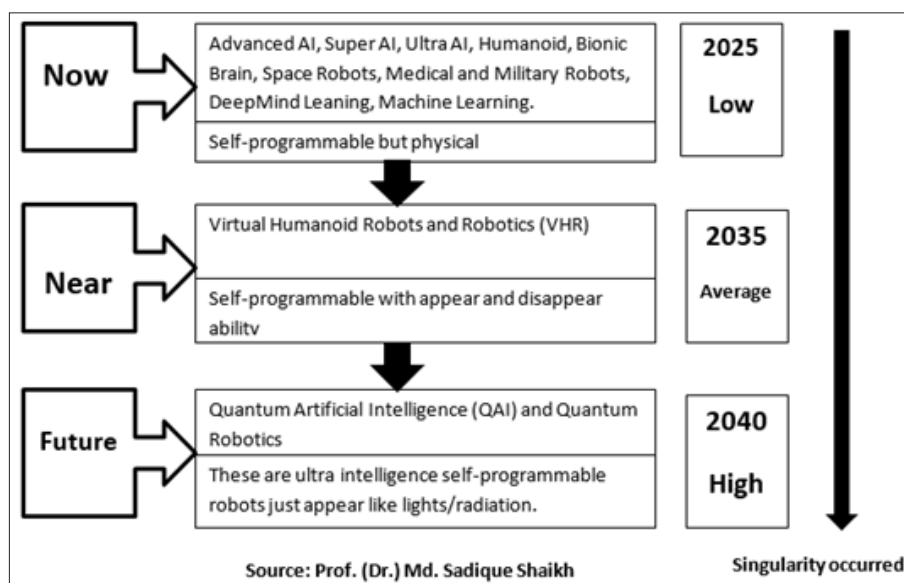 Now
Advanced AI, Super AI, Ultra AI, Humanoid, Bionic
Brain, Space Robots, Medical and Military Robots,
DeepMind Leaning, Machine Learning.
Self-programmable but physical
2025
Low
Near
Virtual Humanoid Robots and Robotics (VHR)
Self-programmable with appear and disappear
ability
2035
Average
Future
Quantum Artificial Intelligence (QAI) and Quantum
Robotics
These are ultra intelligence self-programmable
robots just appear like lights/radiation.
2040
High
Source: Prof. (Dr.) Md. Sadique Shaikh
Singularity occurred